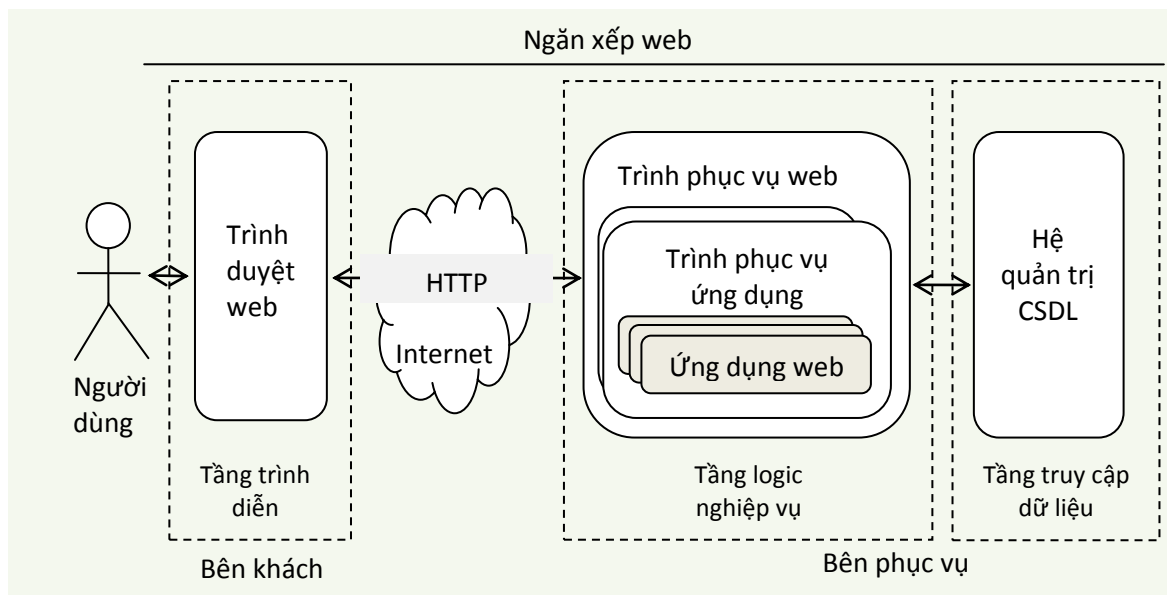 Ngăn xếp web
Người
dùng
Trình
duyệt
web
Tầng trình
diễn
Bên khách
HTTP
Internet
Trình phục vụ web
Trình phục vụ
ứng dụng
Ứng dụng web
Tầng logic
nghiệp vụ
Hệ
quản trị
CSDL
Tầng truy cập
dữ liệu
Bên phục vụ